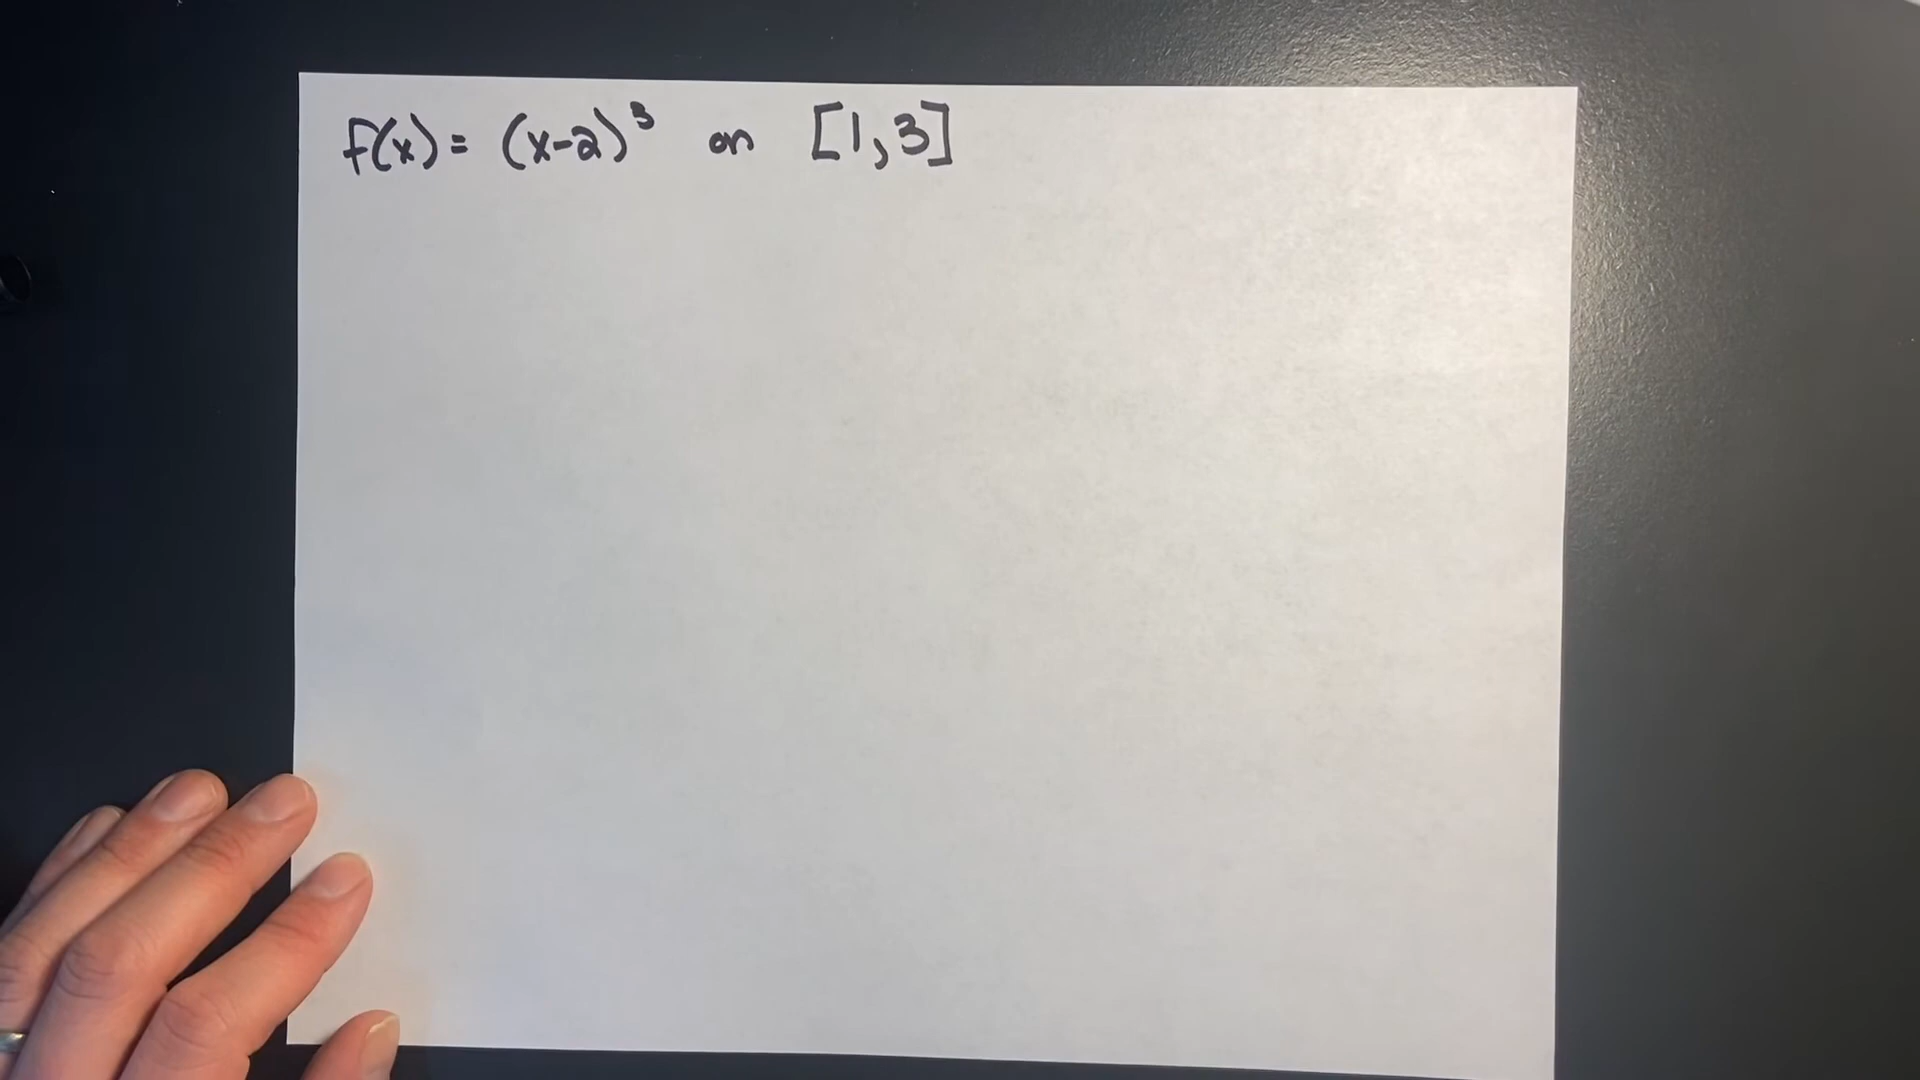 f(x) = (x-2)³ on [1,3]